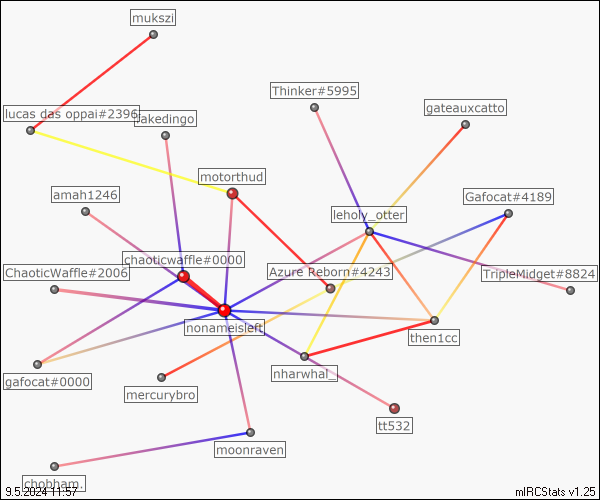 mukszi
Thinker#5995
gateauxcatto
lucas das oppai#2396
jakedingo
motorthud
amah1246
Gafocat#4189
leholy_otter
chaoticwaffle#0000
ChaoticWaffle#2006
Azure Reborn#4243
TripleMidget#8824
nonameisleft
then1cc
gafocat#0000
nharwhal_
mercurybro
tt532
moonraven
chobham.
9.5.2024 11:57
mIRCStats v1.25